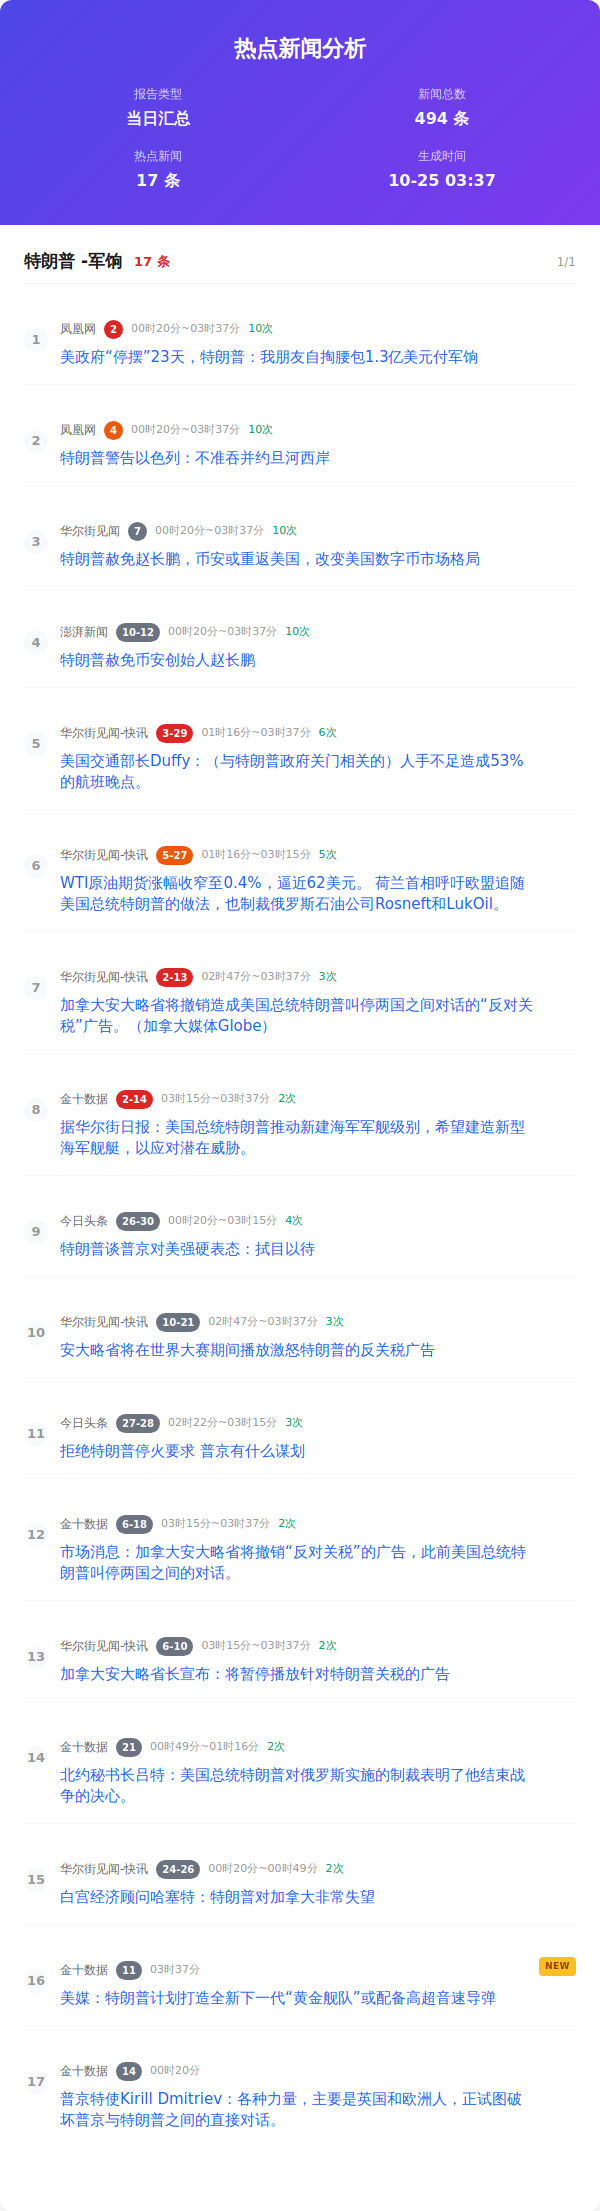 热点新闻分析
报告类型
新闻总数
当日汇总
494 条
热点新闻
生成时间
17 条
10-25 03:37
特朗普 -军饷 17 条 1/1
1
凤凰网 2 00时20分~03时37分 10次
美政府“停摆”23天，特朗普：我朋友自掏腰包1.3亿美元付军饷
2
凤凰网 4 00时20分~03时37分 10次
特朗普警告以色列：不准吞并约旦河西岸
3
华尔街见闻 7 00时20分~03时37分 10次
特朗普赦免赵长鹏，币安或重返美国，改变美国数字币市场格局
4
澎湃新闻 10-12 00时20分~03时37分 10次
特朗普赦免币安创始人赵长鹏
5
华尔街见闻-快讯 3-29 01时16分~03时37分 6次
美国交通部长Duffy：（与特朗普政府关门相关的）人手不足造成53%
的航班晚点。
6
华尔街见闻-快讯 5-27 01时16分~03时15分 5次
WTI原油期货涨幅收窄至0.4%，逼近62美元。 荷兰首相呼吁欧盟追随
美国总统特朗普的做法，也制裁俄罗斯石油公司Rosneft和LukOil。
7
华尔街见闻-快讯 2-13 02时47分~03时37分 3次
加拿大安大略省将撤销造成美国总统特朗普叫停两国之间对话的“反对关
税”广告。（加拿大媒体Globe）
8
金十数据 2-14 03时15分~03时37分 2次
据华尔街日报：美国总统特朗普推动新建海军军舰级别，希望建造新型
海军舰艇，以应对潜在威胁。
9
今日头条 26-30 00时20分~03时15分 4次
特朗普谈普京对美强硬表态：拭目以待
10
华尔街见闻-快讯 10-21 02时47分~03时37分 3次
安大略省将在世界大赛期间播放激怒特朗普的反关税广告
11
今日头条 27-28 02时22分~03时15分 3次
拒绝特朗普停火要求 普京有什么谋划
12
金十数据 6-18 03时15分~03时37分 2次
市场消息：加拿大安大略省将撤销“反对关税”的广告，此前美国总统特
朗普叫停两国之间的对话。
13
华尔街见闻-快讯 6-10 03时15分~03时37分 2次
加拿大安大略省长宣布：将暂停播放针对特朗普关税的广告
14
金十数据 21 00时49分~01时16分 2次
北约秘书长吕特：美国总统特朗普对俄罗斯实施的制裁表明了他结束战
争的决心。
15
华尔街见闻-快讯 24-26 00时20分~00时49分 2次
白宫经济顾问哈塞特：特朗普对加拿大非常失望
16
金十数据 11 03时37分 NEW
美媒：特朗普计划打造全新下一代“黄金舰队”或配备高超音速导弹
17
金十数据 14 00时20分
普京特使Kirill Dmitriev：各种力量，主要是英国和欧洲人，正试图破
坏普京与特朗普之间的直接对话。